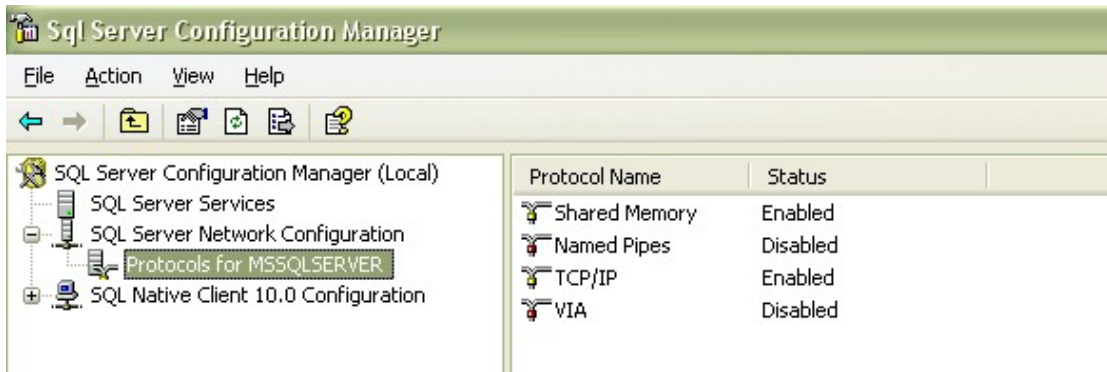 Sql Server Configuration Manager
File Action View Help
SQL Server Configuration Manager (Local)
SQL Server Services
SQL Server Network Configuration
Protocols for MSSQLSERVER
SQL Native Client 10.0 Configuration
Protocol Name Status
Shared Memory Enabled
Named Pipes Disabled
TCP/IP Enabled
VIA Disabled